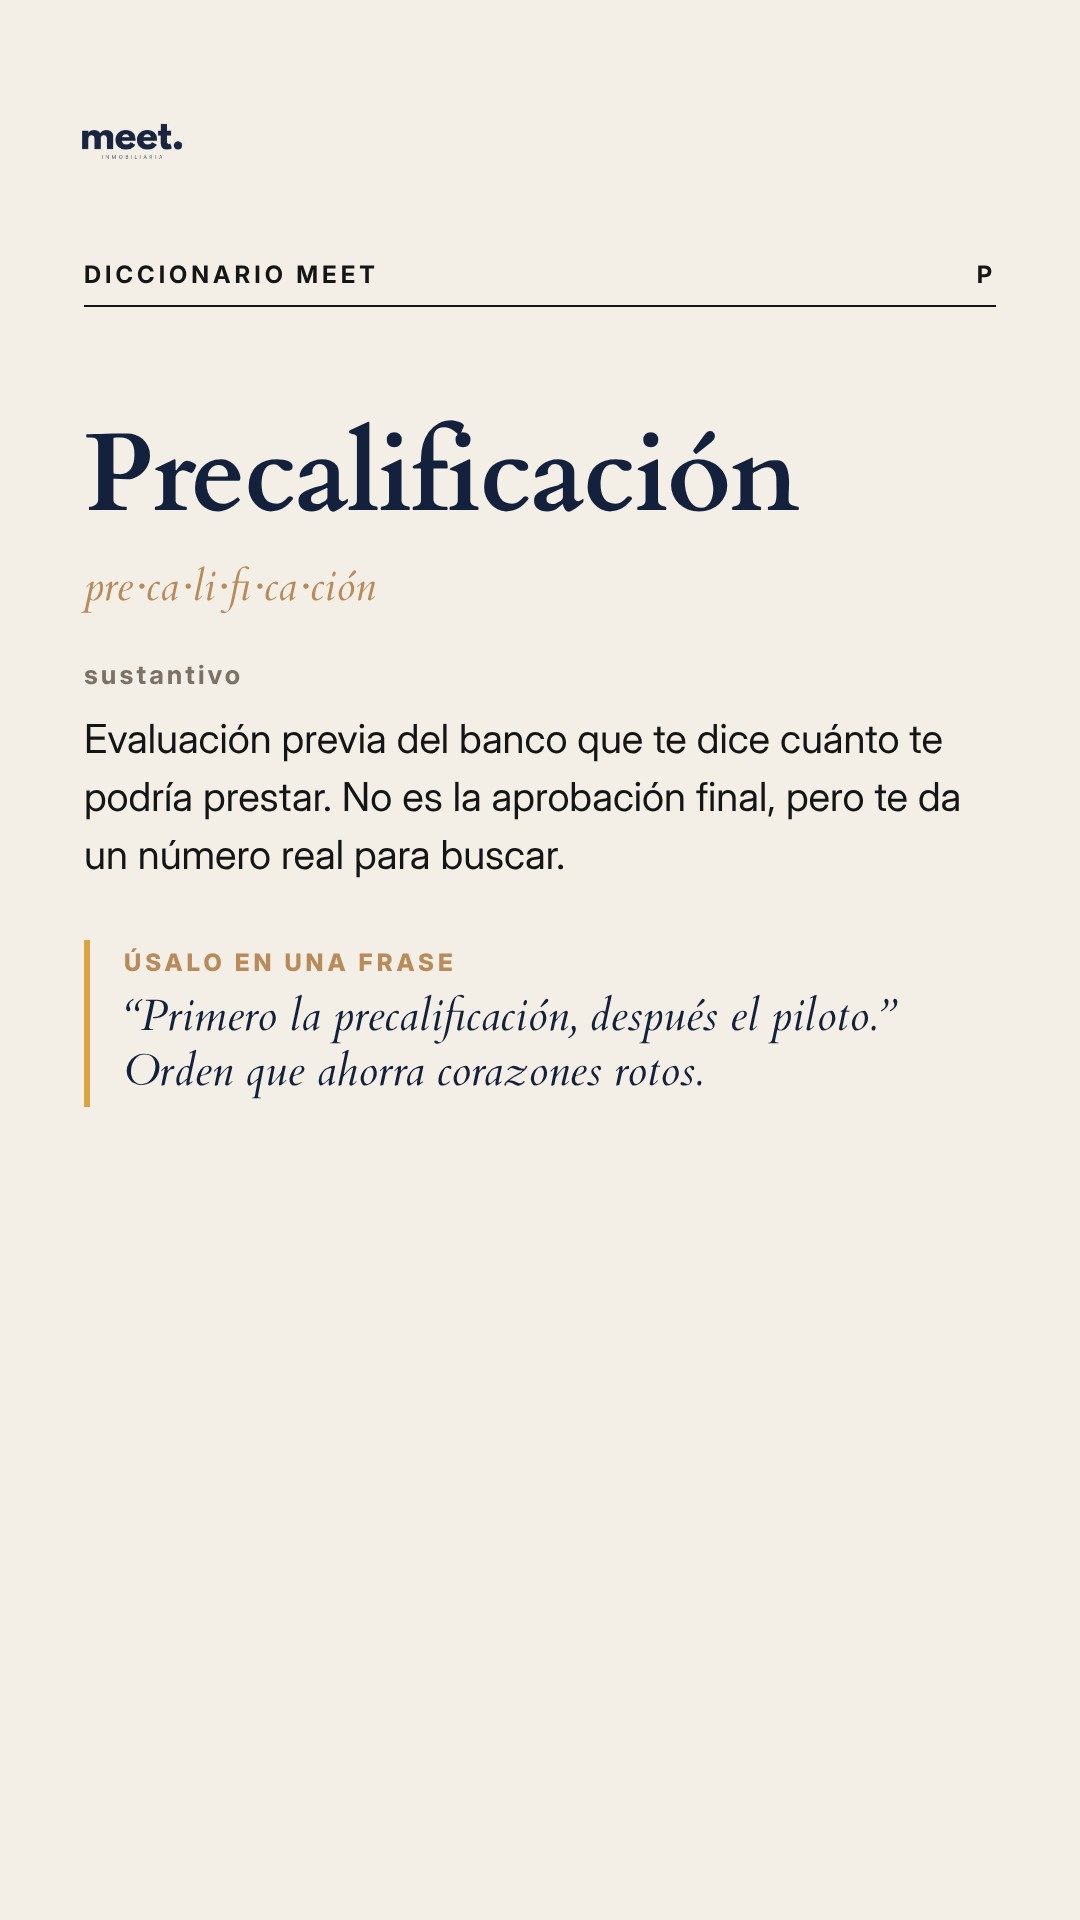 meet.
INMOBILIARIA
DICCIONARIO MEET P
Precalificación
pre·ca·li·fi·ca·ción
sustantivo
Evaluación previa del banco que te dice cuánto te
podría prestar. No es la aprobación final, pero te da
un número real para buscar.
ÚSALO EN UNA FRASE
“Primero la precalificación, después el piloto.”
Orden que ahorra corazones rotos.